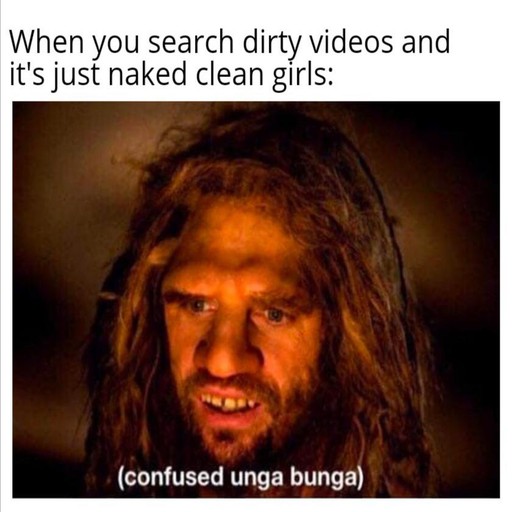 When you search dirty videos and
it's just naked clean girls:
(confused unga bunga)